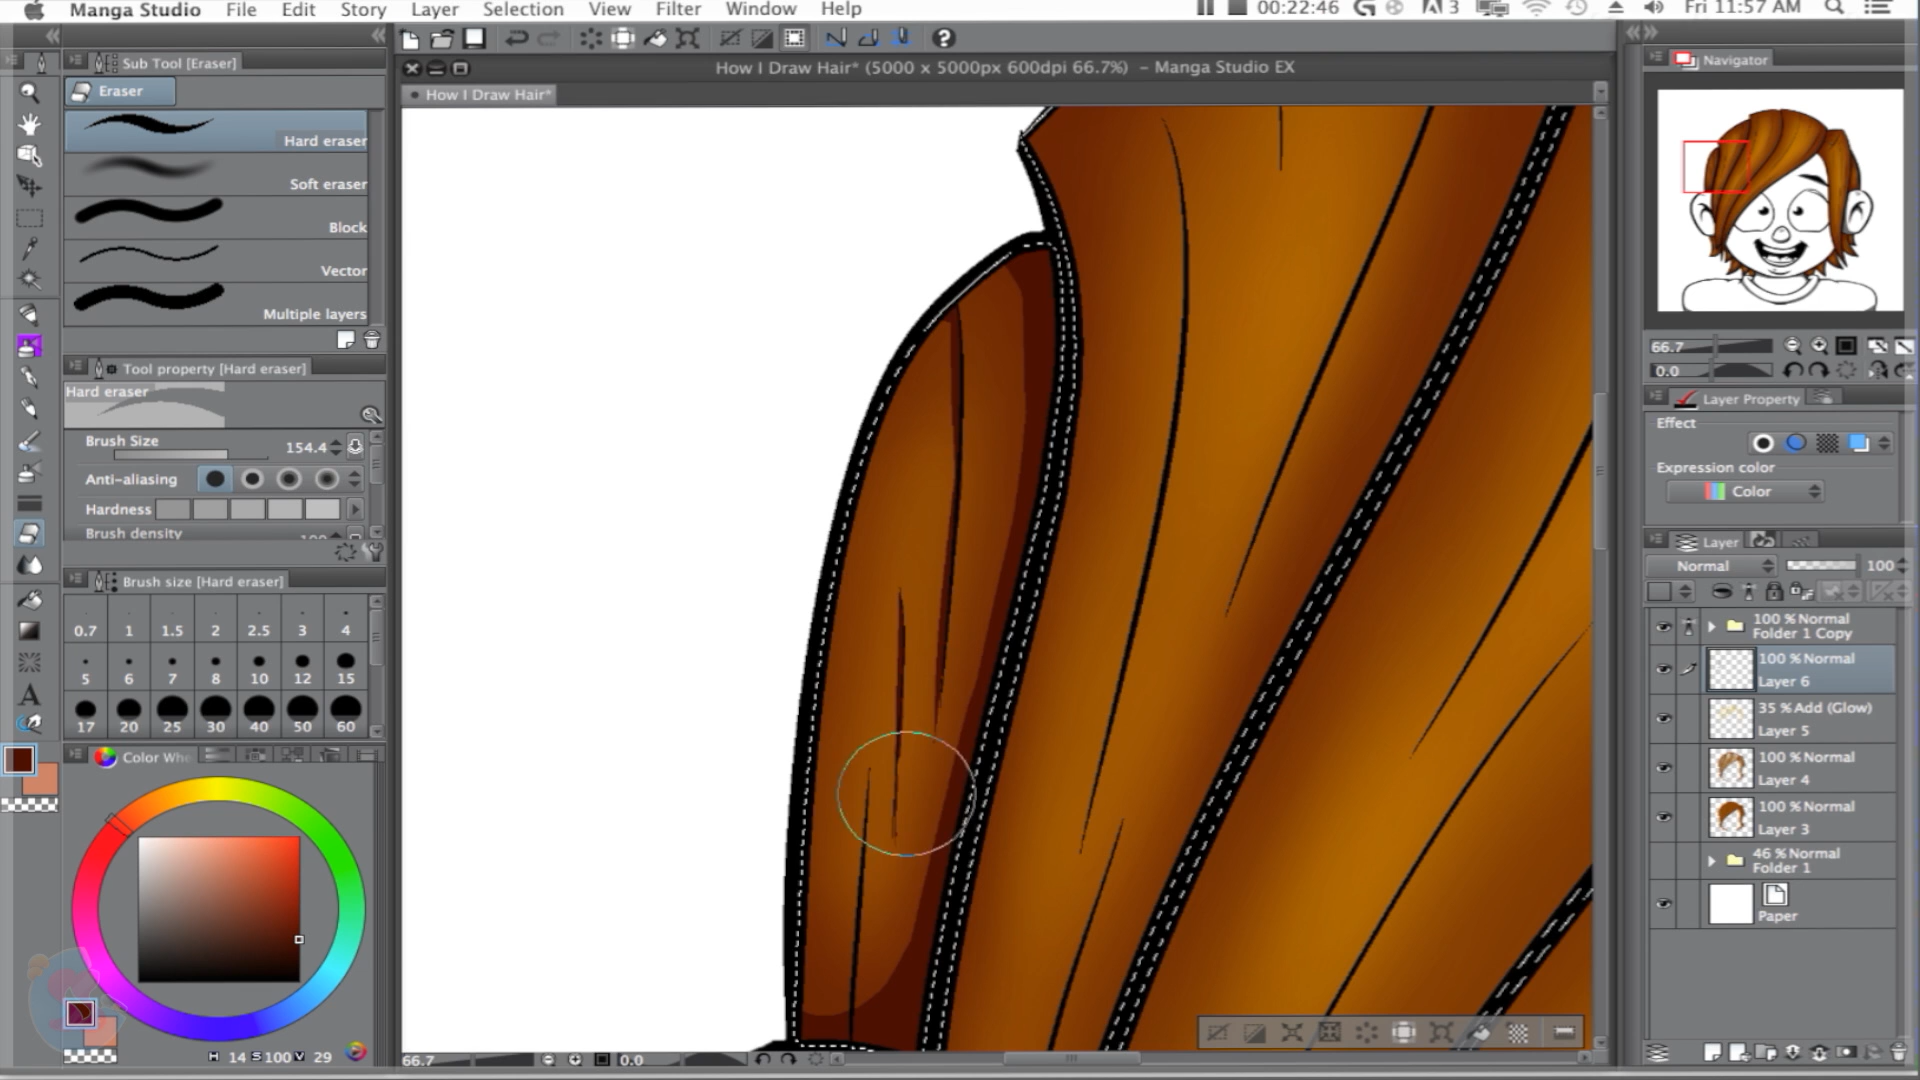 Manga Studio File Edit Story Layer Selection View Filter Window Help 00:22:46 3 Fri 11:57 AM
Sub Tool [Eraser]
Eraser
Hard eraser
Soft eraser
Block
Vector
Multiple layers
Tool property [Hard eraser]
Hard eraser
Brush Size 154.4
Anti-aliasing
Hardness
Brush density 100
Brush size [Hard eraser]
0.7 1 1.5 2 2.5 3 4
5 6 7 8 10 12 15
17 20 25 30 40 50 60
Color Whe
H 14 S 100 V 29
How I Draw Hair* (5000 x 5000px 600dpi 66.7%) - Manga Studio EX
How I Draw Hair*
66.7 0.0
Navigator
66.7
0.0
Layer Property
Effect
Expression color
Color
Layer
Normal 100
100 % Normal
Folder 1 Copy
100 % Normal
Layer 6
35 % Add (Glow)
Layer 5
100 % Normal
Layer 4
100 % Normal
Layer 3
46 % Normal
Folder 1
Paper